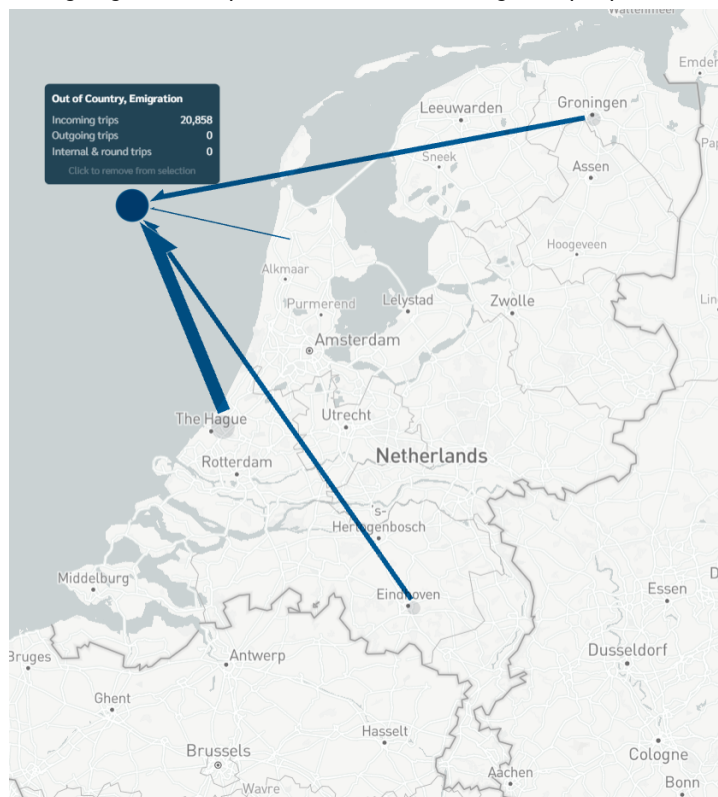 Wattenmeer
Emden
Out of Country, Emigration
Incoming trips 20,858
Outgoing trips 0
Internal & round trips 0
Click to remove from selection
Leeuwarden
Groningen
Sneek
Assen
Hoogeveen
Alkmaar
Purmerend
Lelystad
Zwolle
Amsterdam
The Hague
Utrecht
Rotterdam
Netherlands
's-
Hertogenbosch
Middelburg
Eindhoven
Essen
Bruges
Antwerp
Dusseldorf
Ghent
Hasselt
Brussels
Cologne
Wavre
Aachen
Bonn